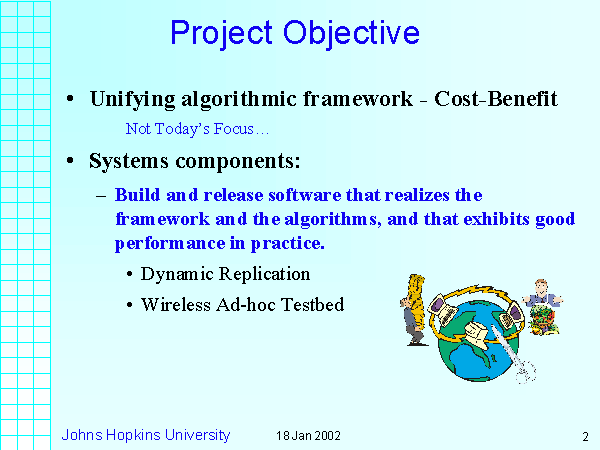 Project Objective
• Unifying algorithmic framework - Cost-Benefit
Not Today's Focus…
• Systems components:
– Build and release software that realizes the
framework and the algorithms, and that exhibits good
performance in practice.
• Dynamic Replication
• Wireless Ad-hoc Testbed
Johns Hopkins University
18 Jan 2002
2